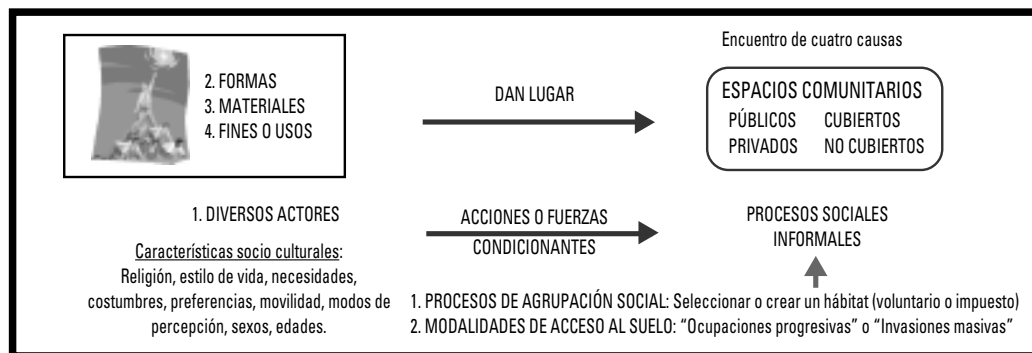 Encuentro de cuatro causas
2. FORMAS
3. MATERIALES
4. FINES O USOS
DAN LUGAR
ESPACIOS COMUNITARIOS
PÚBLICOS CUBIERTOS
PRIVADOS NO CUBIERTOS
1. DIVERSOS ACTORES
Características socio culturales:
Religión, estilo de vida, necesidades,
costumbres, preferencias, movilidad, modos de
percepción, sexos, edades.
ACCIONES O FUERZAS
CONDICIONANTES
PROCESOS SOCIALES
INFORMALES
1. PROCESOS DE AGRUPACIÓN SOCIAL: Seleccionar o crear un hábitat (voluntario o impuesto)
2. MODALIDADES DE ACCESO AL SUELO: “Ocupaciones progresivas” o “Invasiones masivas”